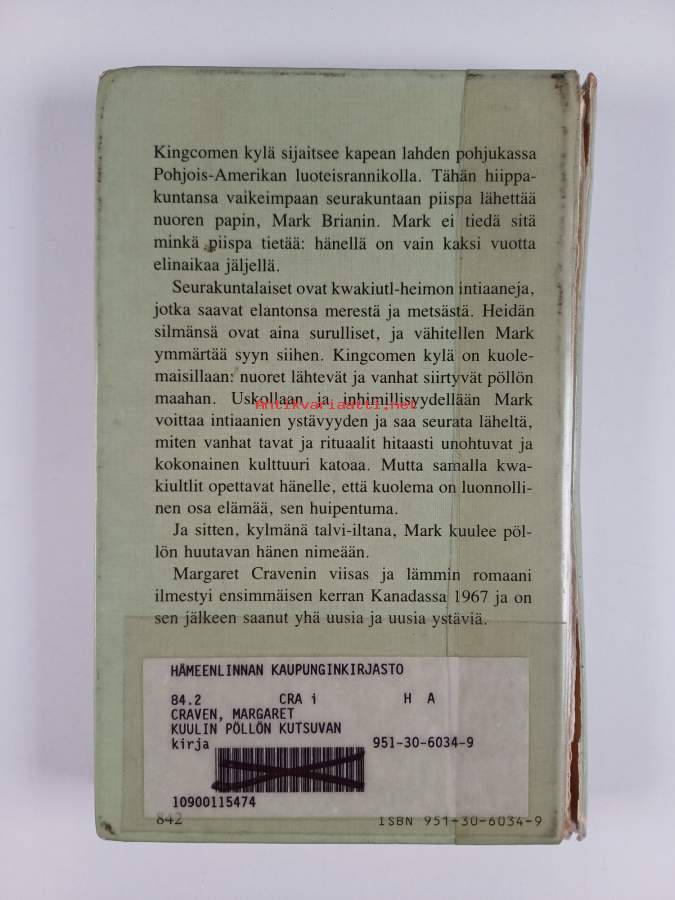 Kingcomen kylä sijaitsee kapean lahden pohjukassa
Pohjois-Amerikan luoteisrannikolla. Tähän hiippa-
kuntansa vaikeimpaan seurakuntaan piispa lähettää
nuoren papin, Mark Brianin. Mark ei tiedä sitä
minkä piispa tietää: hänellä on vain kaksi vuotta
elinaikaa jäljellä.
Seurakuntalaiset ovat kwakiutl-heimon intiaaneja,
jotka saavat elantonsa merestä ja metsästä. Heidän
silmänsä ovat aina surulliset, ja vähitellen Mark
ymmärtää syyn siihen. Kingcomen kylä on kuole-
maisillaan: nuoret lähtevät ja vanhat siirtyvät pöllön
maahan. Uskollaan ja inhimillisyydellään Mark
Antikvariaatti.net
voittaa intiaanien ystävyyden ja saa seurata läheltä,
miten vanhat tavat ja rituaalit hitaasti unohtuvat ja
kokonainen kulttuuri katoaa. Mutta samalla kwa-
kiultlit opettavat hänelle, että kuolema on luonnolli-
nen osa elämää, sen huipentuma.
Ja sitten, kylmänä talvi-iltana, Mark kuulee pöl-
lön huutavan hänen nimeään.
Margaret Cravenin viisas ja lämmin romaani
ilmestyi ensimmäisen kerran Kanadassa 1967 ja on
sen jälkeen saanut yhä uusia ja uusia ystäviä.
HÄMEENLINNAN KAUPUNGINKIRJASTO
84.2 CRA i H A
CRAVEN, MARGARET
KUULIN PÖLLÖN KUTSUVAN
kirja 951-30-6034-9
10900115474
842 ISBN 951-30-6034-9